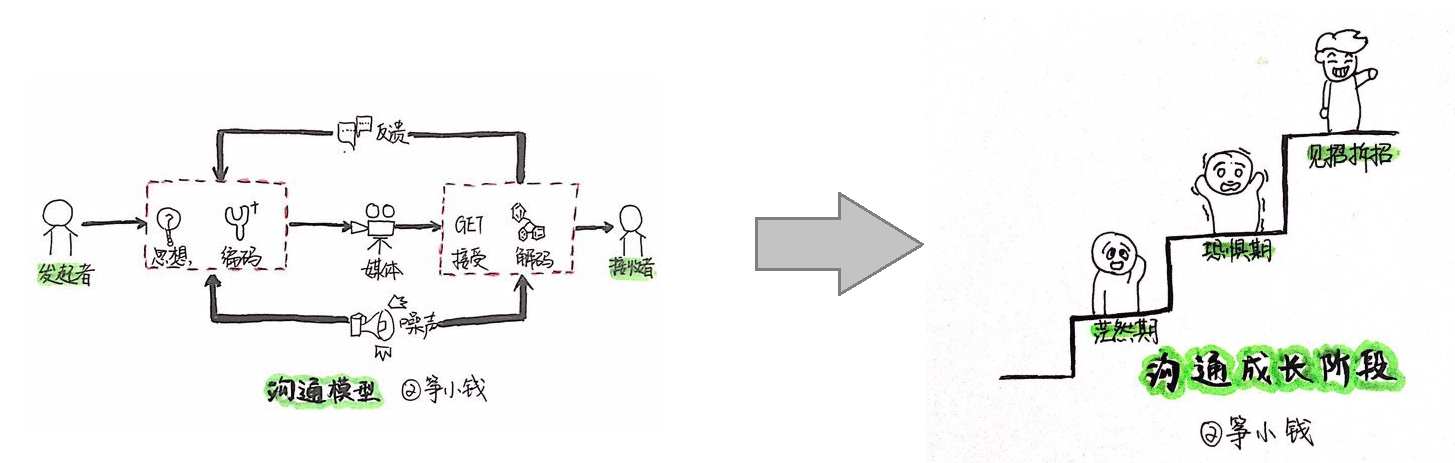 反馈
思想, 编码
媒体
GET
接受 解码
发起者
接收者
噪声
沟通模型 @筝小钱
见招拆招
恐惧期
茫然期
沟通成长阶段
@筝小钱